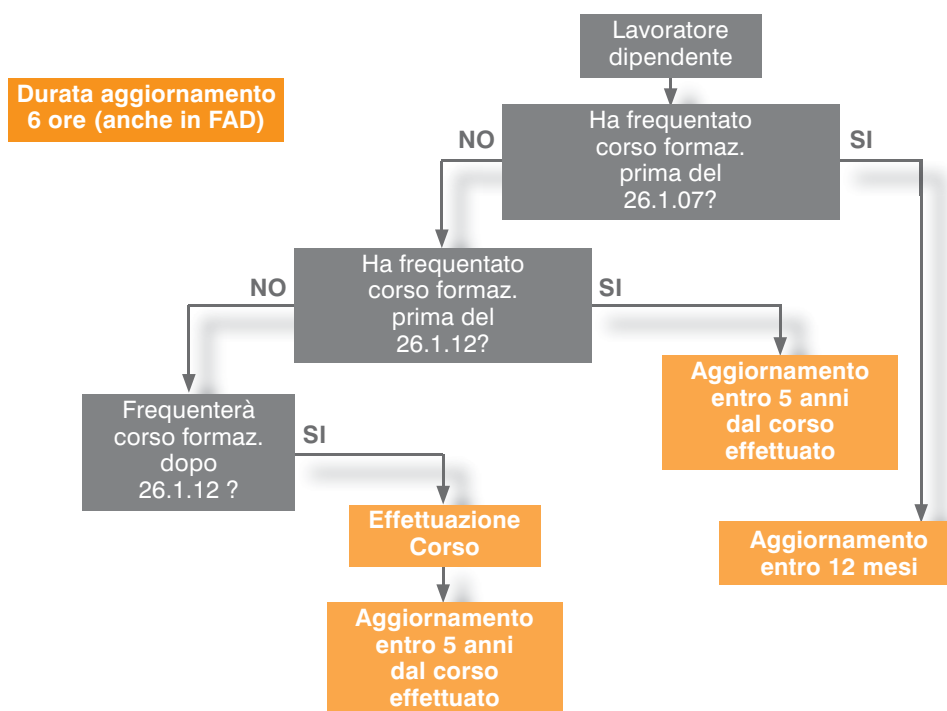 Lavoratore
dipendente
Durata aggiornamento
6 ore (anche in FAD)
Ha frequentato
corso formaz.
prima del
26.1.07?
NO
SI
Ha frequentato
corso formaz.
prima del
26.1.12?
NO
SI
Aggiornamento
entro 5 anni
dal corso
effettuato
Frequenterà
corso formaz.
dopo
26.1.12 ?
SI
Effettuazione
Corso
Aggiornamento
entro 12 mesi
Aggiornamento
entro 5 anni
dal corso
effettuato